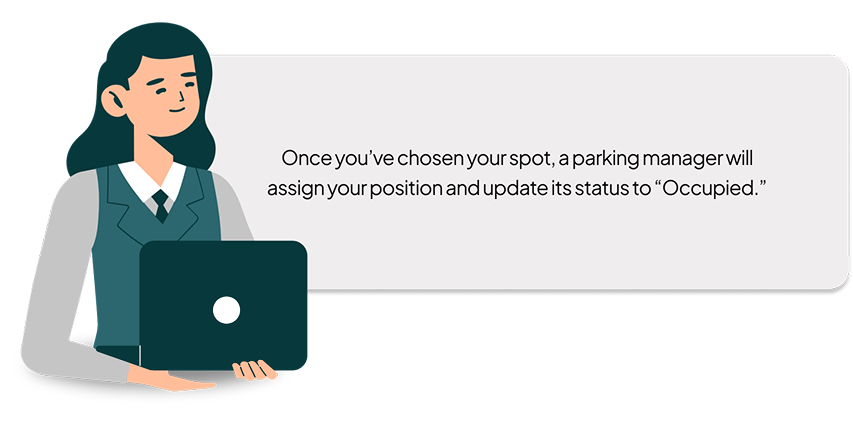 Once you’ve chosen your spot, a parking manager will
assign your position and update its status to “Occupied.”